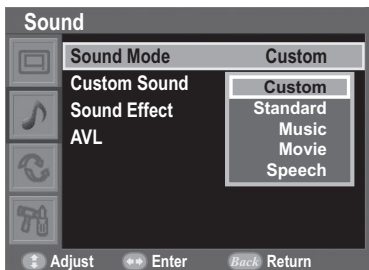 Sound
Sound Mode Custom
Custom Sound
Sound Effect
AVL
Custom
Standard
Music
Movie
Speech
Adjust Enter Back Return